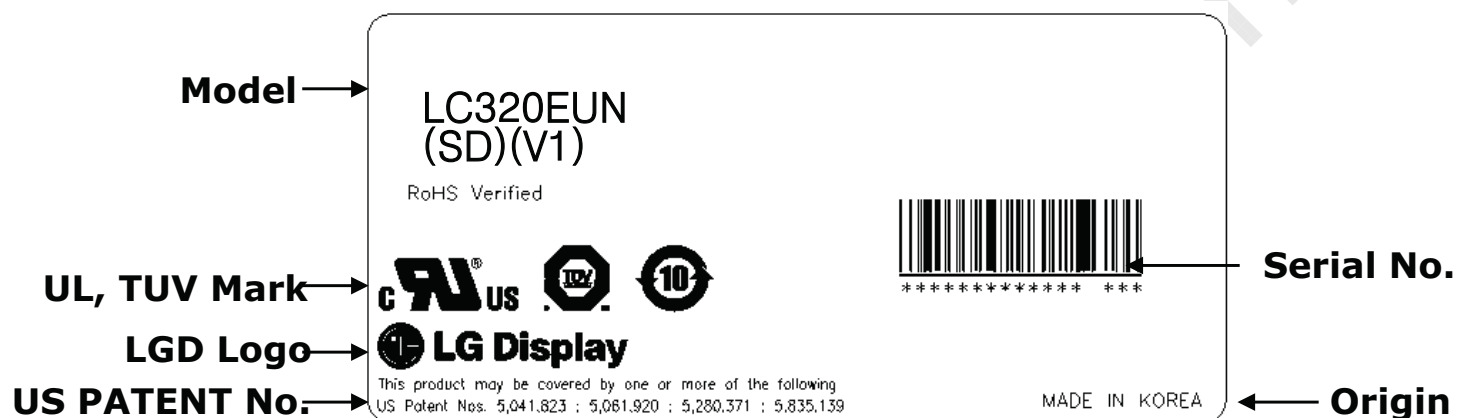 Model
LC320EUN
(SD)(V1)
RoHS Verified
UL, TUV Mark
C RU ® US TUV 10
Serial No.
************* ***
LGD Logo
LG Display
This product may be covered by one or more of the following
US PATENT No.
US Patent Nos. 5,041.823 ; 5,061.920 ; 5,280.371 ; 5,835.139
MADE IN KOREA
Origin